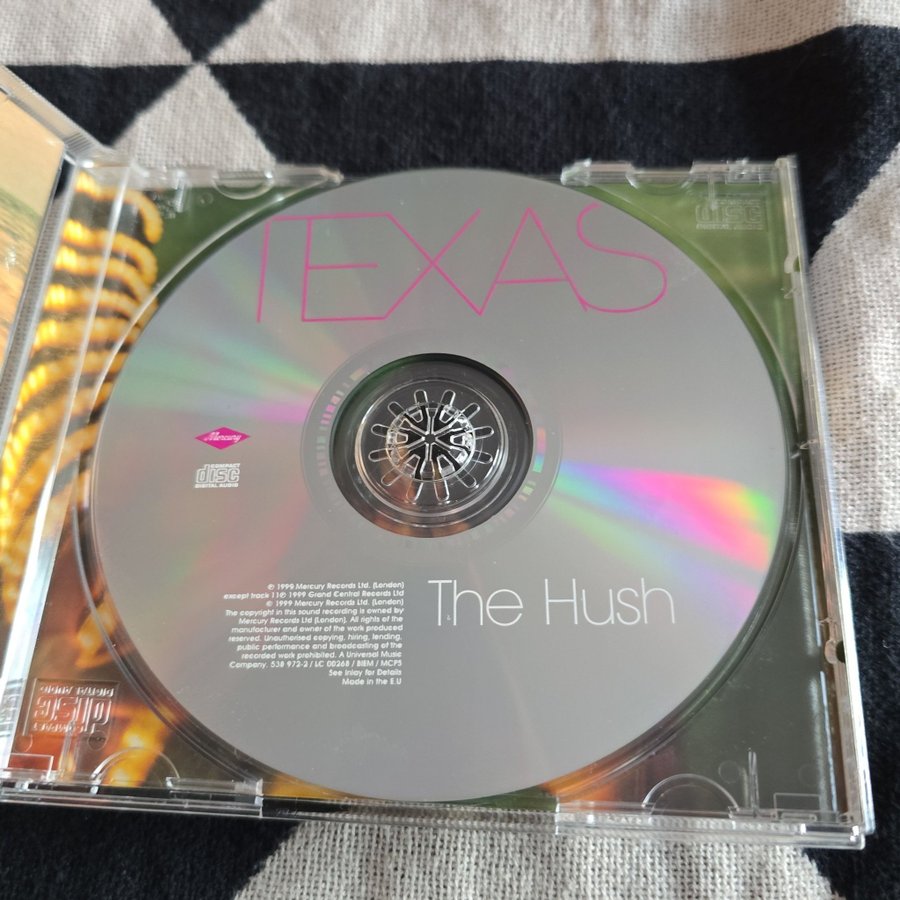 TEXAS
COMPACT
DISC
DIGITAL AUDIO
Mercury
COMPACT
disc
DIGITAL AUDIO
The Hush
℗ 1999 Mercury Records Ltd. (London)
except track 11℗ 1999 Grand Central Records Ltd
© 1999 Mercury Records Ltd. (London)
The copyright in this sound recording is owned by
Mercury Records Ltd (London). All rights of the
manufacturer and owner of the work produced
reserved. Unauthorised copying, hiring, lending,
public performance and broadcasting of the
recorded work prohibited. A Universal Music
Company. 538 972-2 / LC 00268 / BIEM / MCPS
See Inlay for Details
Made in the E.U
COMPACT
disc
DIGITAL AUDIO